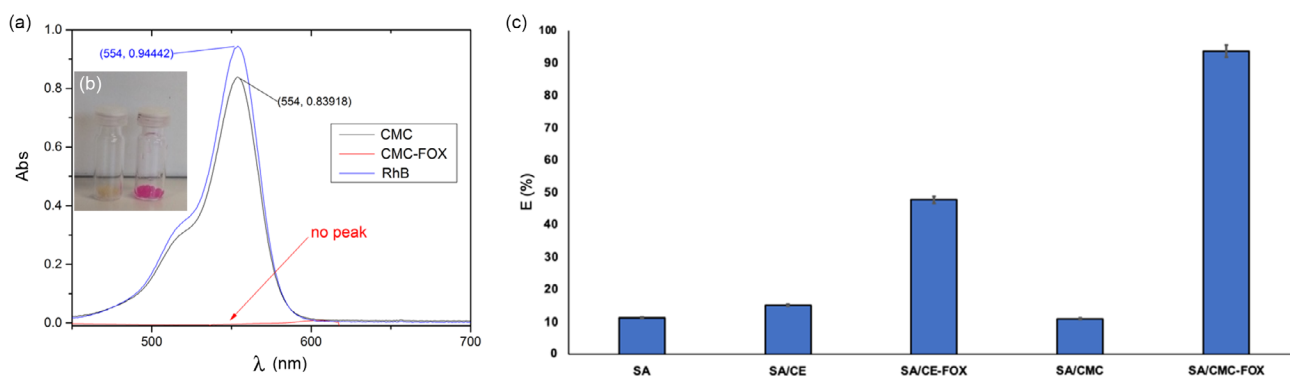 (a)
1.0
0.8
0.6
0.4
0.2
0.0
Abs
(554, 0.94442)
(b)
(554, 0.83918)
CMC
CMC-FOX
RhB
no peak
500
550
600
700
λ (nm)
(c)
100
90
80
70
60
50
40
30
20
10
0
E (%)
SA
SA/CE
SA/CE-FOX
SA/CMC
SA/CMC-FOX